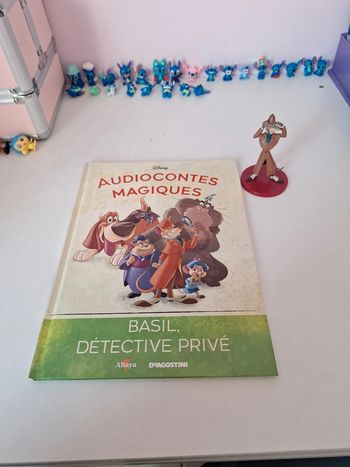 Disney
AUDIOCONTES
MAGIQUES
BASIL,
DÉTECTIVE PRIVÉ
Altaya
DeAGOSTINI